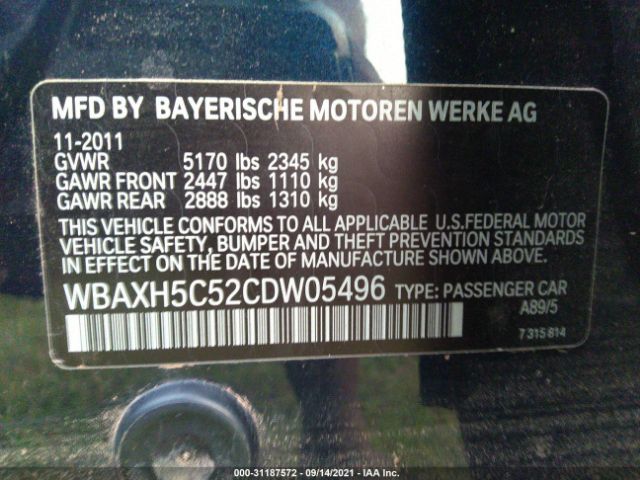 MFD BY BAYERISCHE MOTOREN WERKE AG
11-2011
GVWR 5170 lbs 2345 kg
GAWR FRONT 2447 lbs 1110 kg
GAWR REAR 2888 lbs 1310 kg
THIS VEHICLE CONFORMS TO ALL APPLICABLE U.S.FEDERAL MOTOR
VEHICLE SAFETY, BUMPER AND THEFT PREVENTION STANDARDS
IN EFFECT ON THE DATE OF MANUFACTURE SHOWN ABOVE.
WBAXH5C52CDW05496 TYPE: PASSENGER CAR
A89/5
7 315 814
000-31187572 - 09/14/2021 - IAA Inc.